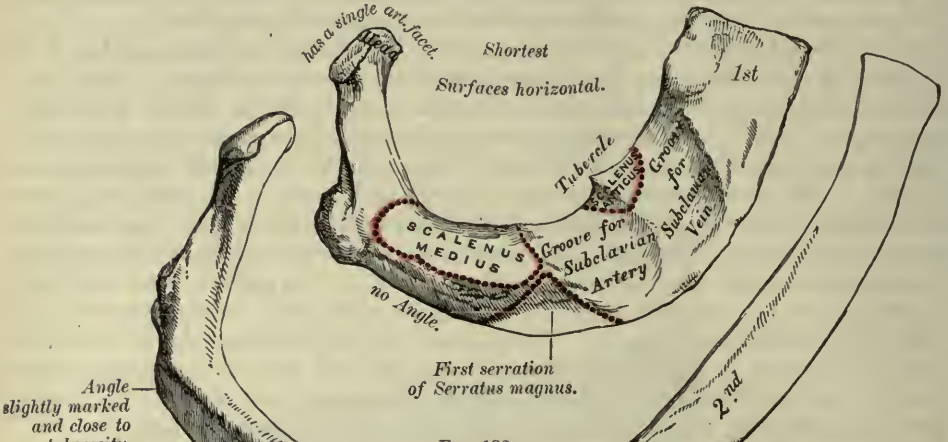 has a single art. facet.
Head
Shortest
Surfaces horizontal.
1st
Tubercle
SCALENUS
ANTICUS
Groove
for
Subclavian
Vein
SCALENUS
MEDIUS
Groove for
Subclavian
Artery
no Angle.
First serration
of Serratus magnus.
Angle
slightly marked
and close to
2nd